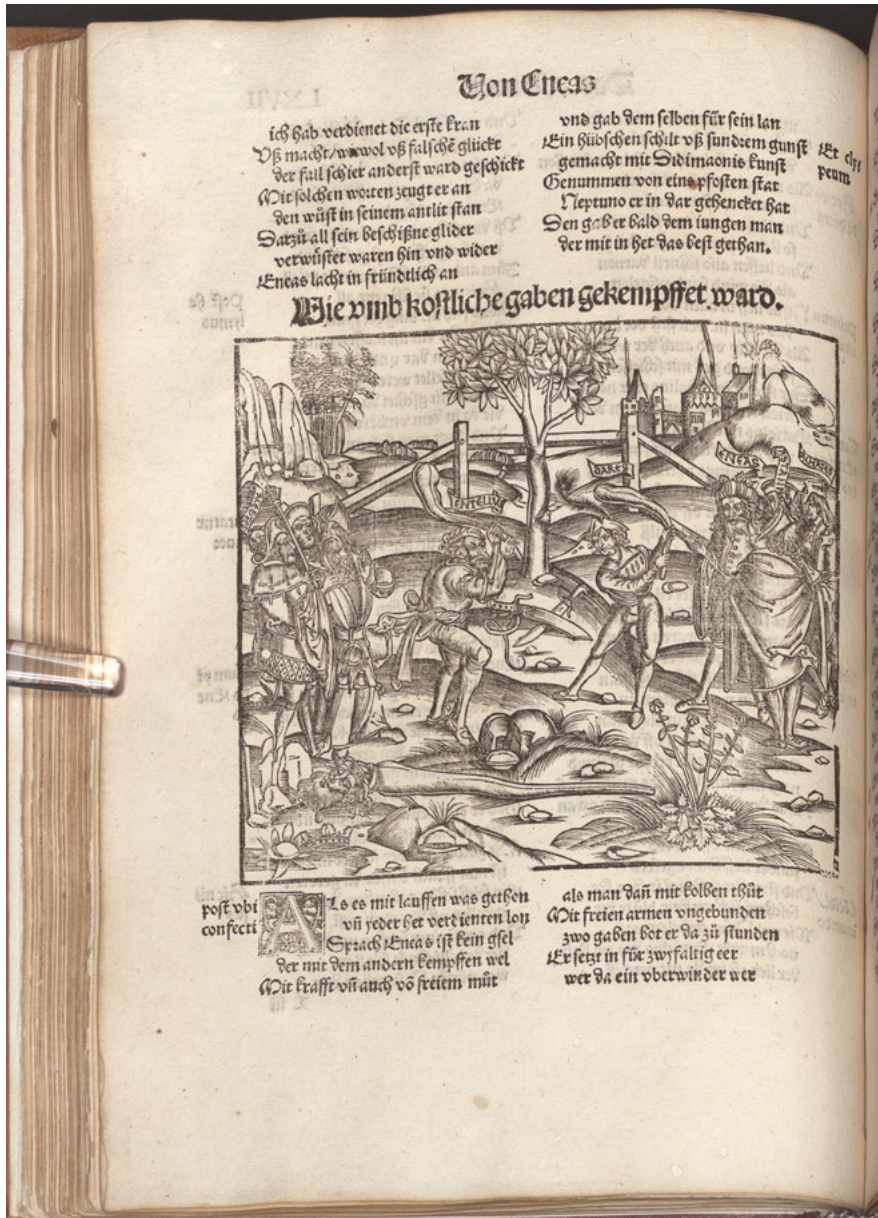 Von Eneas
ich hab verdienet die erste kran
Vß macht / wiewol vß falschē glückt
der fall schier anderst ward geschickt
Mit solchen worten zeugt er an
den wůst in seinem antlit stan
Darzů all sein beschißne glider
verwůstet waren hin vnd wider
Eneas lacht in fründtlich an
vnd gab dem selben für sein lan
Ein hübschen schilt vß sundrem gunst
gemacht mit Didimaonis kunst
Genummen von eins pfosten stat
Neptuno er in dar gehencket hat
Den gab er bald dem iungen man
der mit in het das best gethan.
Et cly
peum
Wie vmb kostliche gaben gekempffet ward.
ENTELLV
DARES
ENEAS
ACHATES
post vbi
confecti
ALs es mit lauffen was gethon
vñ yeder het verdienten lon
Sprach Eneas ist kein gsel
der mit dem andern kempffen wel
Mit krafft vñ auch võ freiem můt
als man dañ mit kolben thůt
Mit freien armen vngebunden
zwo gaben bot er da zů stunden
Er setzt in für zwyfaltig eer
wer da ein vberwinder wer